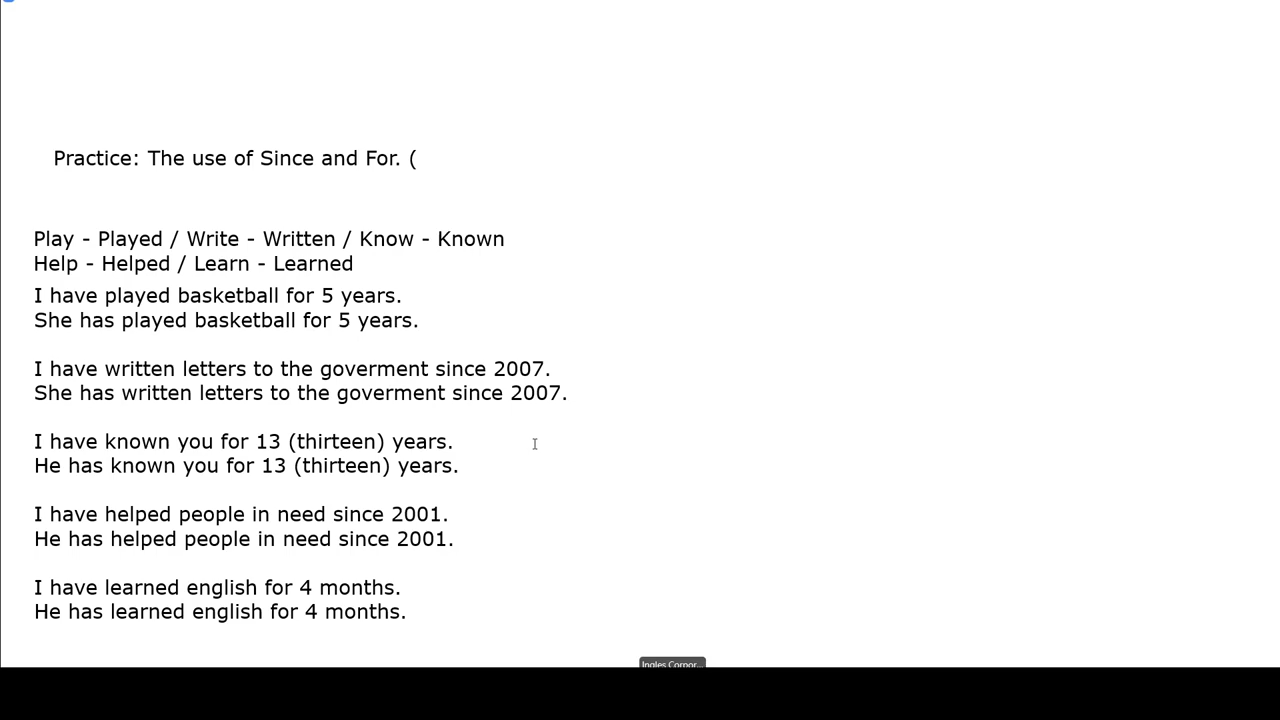 Practice: The use of Since and For. (
Play - Played / Write - Written / Know - Known
Help - Helped / Learn - Learned
I have played basketball for 5 years.
She has played basketball for 5 years.
I have written letters to the goverment since 2007.
She has written letters to the goverment since 2007.
I have known you for 13 (thirteen) years.
He has known you for 13 (thirteen) years.
I have helped people in need since 2001.
He has helped people in need since 2001.
I have learned english for 4 months.
He has learned english for 4 months.
Ingles Corpor...